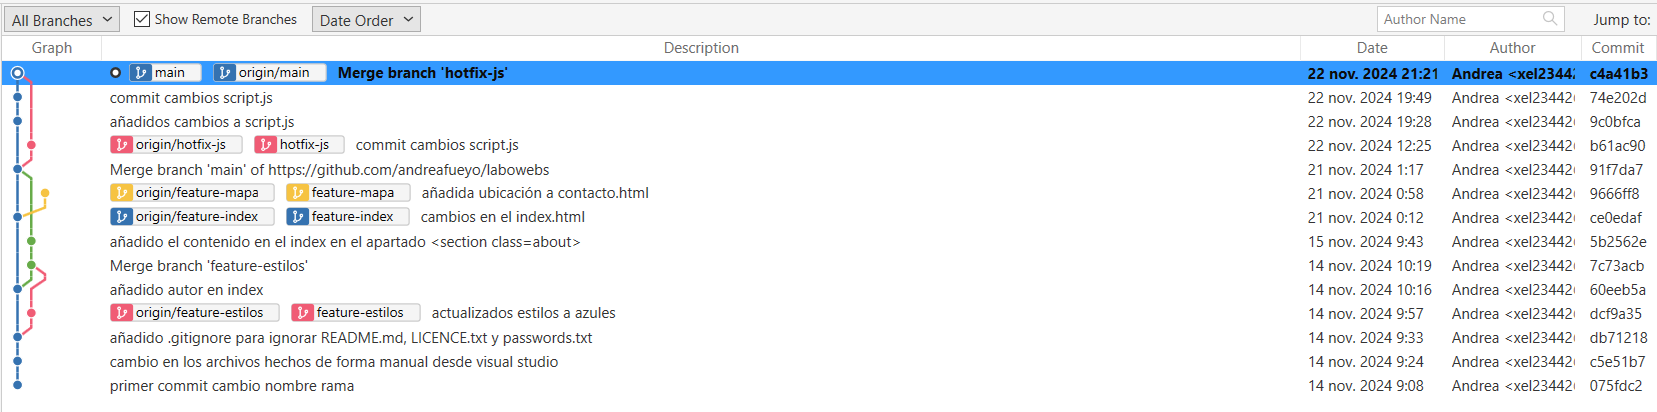 All Branches Show Remote Branches Date Order Author Name Jump to:
Graph Description Date Author Commit
main origin/main Merge branch 'hotfix-js' 22 nov. 2024 21:21 Andrea <xel23442 c4a41b3
commit cambios script.js 22 nov. 2024 19:49 Andrea <xel23442 74e202d
añadidos cambios a script.js 22 nov. 2024 19:28 Andrea <xel23442 9c0bfca
origin/hotfix-js hotfix-js commit cambios script.js 22 nov. 2024 12:25 Andrea <xel23442 b61ac90
Merge branch 'main' of https://github.com/andreafueyo/labowebs 21 nov. 2024 1:17 Andrea <xel23442 91f7da7
origin/feature-mapa feature-mapa añadida ubicación a contacto.html 21 nov. 2024 0:58 Andrea <xel23442 9666ff8
origin/feature-index feature-index cambios en el index.html 21 nov. 2024 0:12 Andrea <xel23442 ce0edaf
añadido el contenido en el index en el apartado <section class=about> 15 nov. 2024 9:43 Andrea <xel23442 5b2562e
Merge branch 'feature-estilos' 14 nov. 2024 10:19 Andrea <xel23442 7c73acb
añadido autor en index 14 nov. 2024 10:16 Andrea <xel23442 60eeb5a
origin/feature-estilos feature-estilos actualizados estilos a azules 14 nov. 2024 9:57 Andrea <xel23442 dcf9a35
añadido .gitignore para ignorar README.md, LICENCE.txt y passwords.txt 14 nov. 2024 9:33 Andrea <xel23442 db71218
cambio en los archivos hechos de forma manual desde visual studio 14 nov. 2024 9:24 Andrea <xel23442 c5e51b7
primer commit cambio nombre rama 14 nov. 2024 9:08 Andrea <xel23442 075fdc2